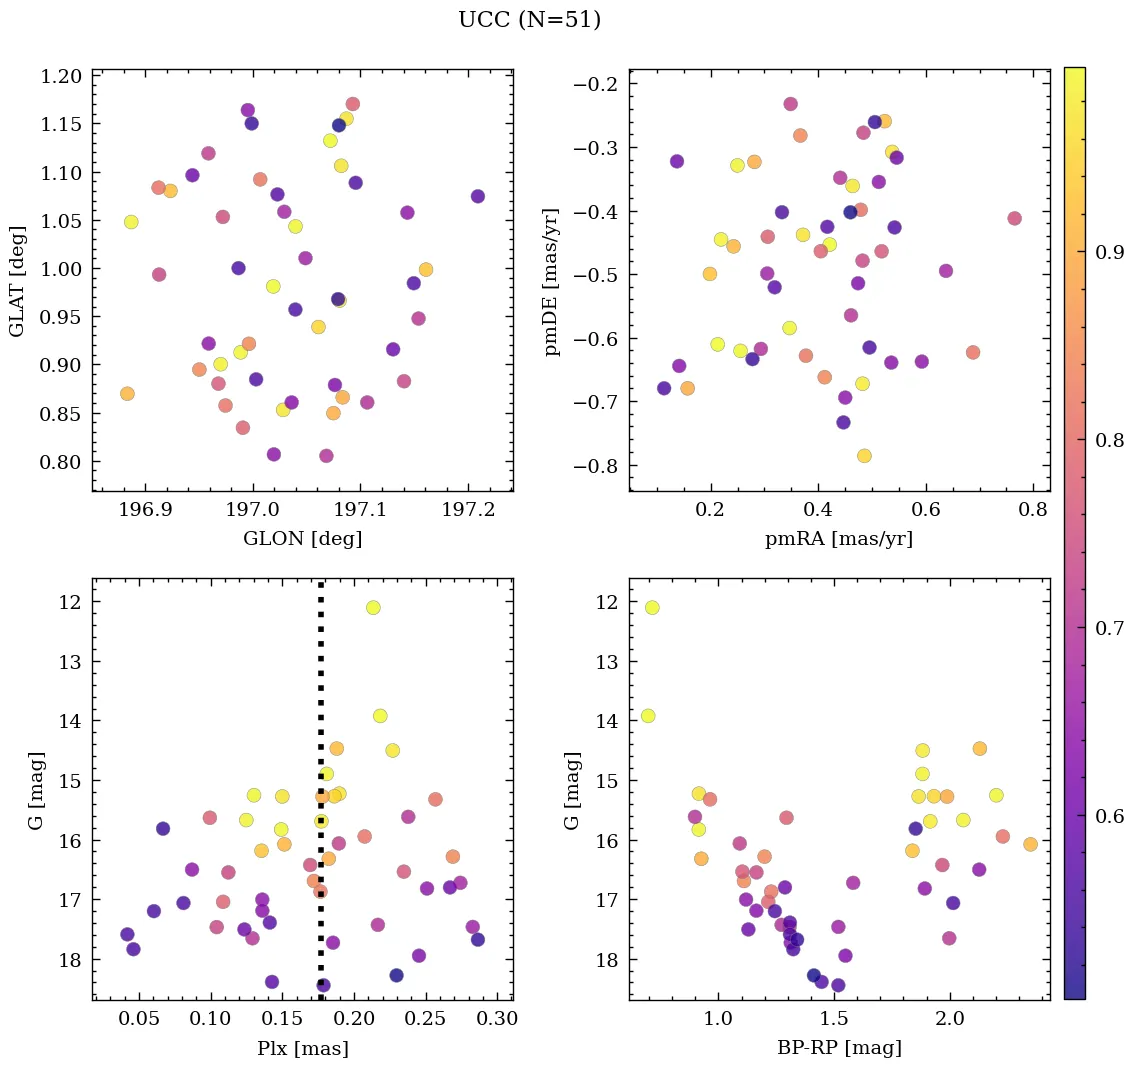 UCC (N=51)
1.20
1.15
1.10
1.05
1.00
0.95
0.90
0.85
0.80
GLAT [deg]
196.9 197.0 197.1 197.2
GLON [deg]
−0.2
−0.3
−0.4
−0.5
−0.6
−0.7
−0.8
pmDE [mas/yr]
0.2 0.4 0.6 0.8
pmRA [mas/yr]
12
13
14
15
16
17
18
G [mag]
0.05 0.10 0.15 0.20 0.25 0.30
Plx [mas]
12
13
14
15
16
17
18
G [mag]
1.0 1.5 2.0
BP-RP [mag]
0.9
0.8
0.7
0.6